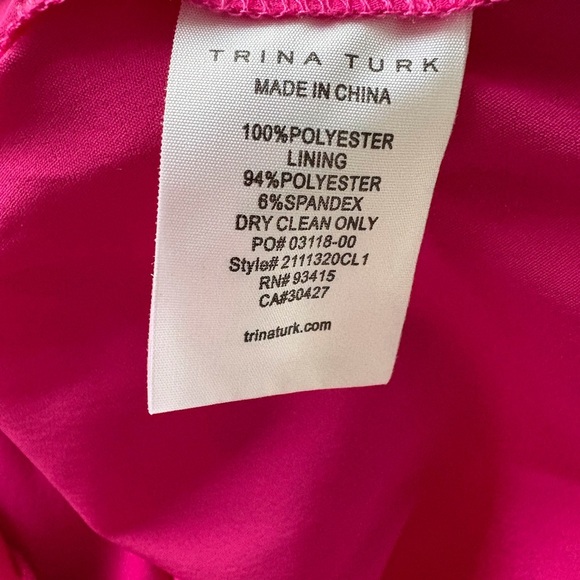 TRINA TURK
MADE IN CHINA
100%POLYESTER
LINING
94%POLYESTER
6%SPANDEX
DRY CLEAN ONLY
PO# 03118-00
Style# 2111320CL1
RN# 93415
CA#30427
trinaturk.com